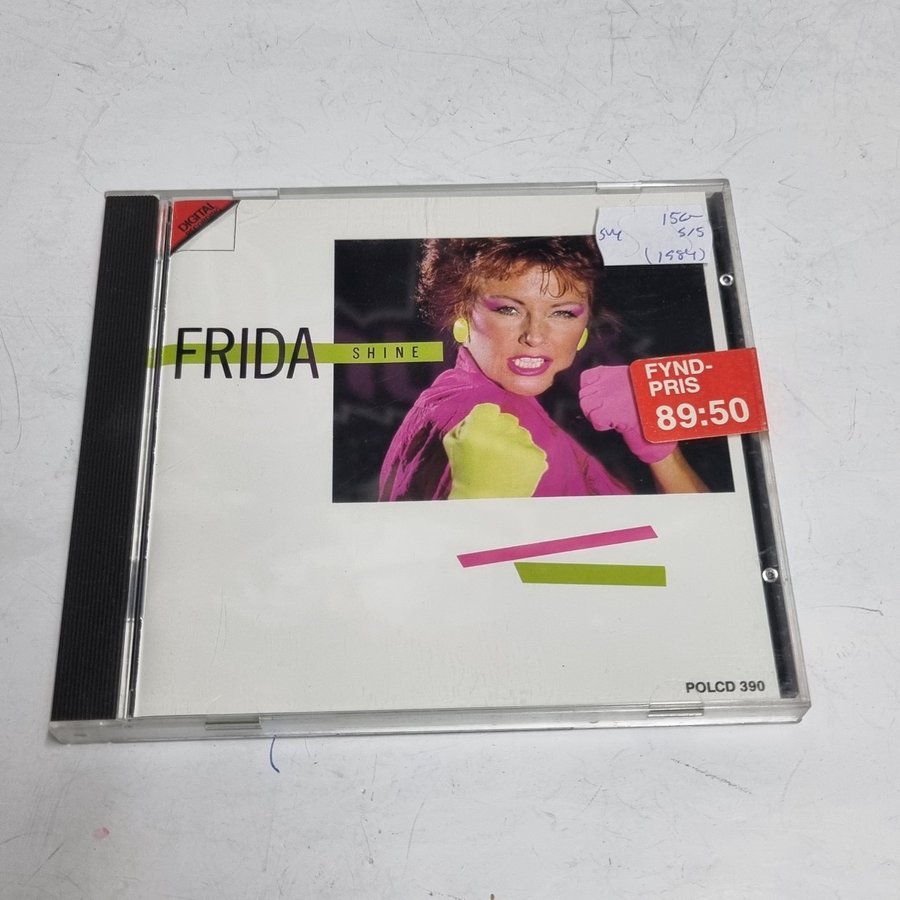 DIGITAL
FRIDA SHINE
150-
S/S
(1984)
FYND-
PRIS
89:50
POLCD 390